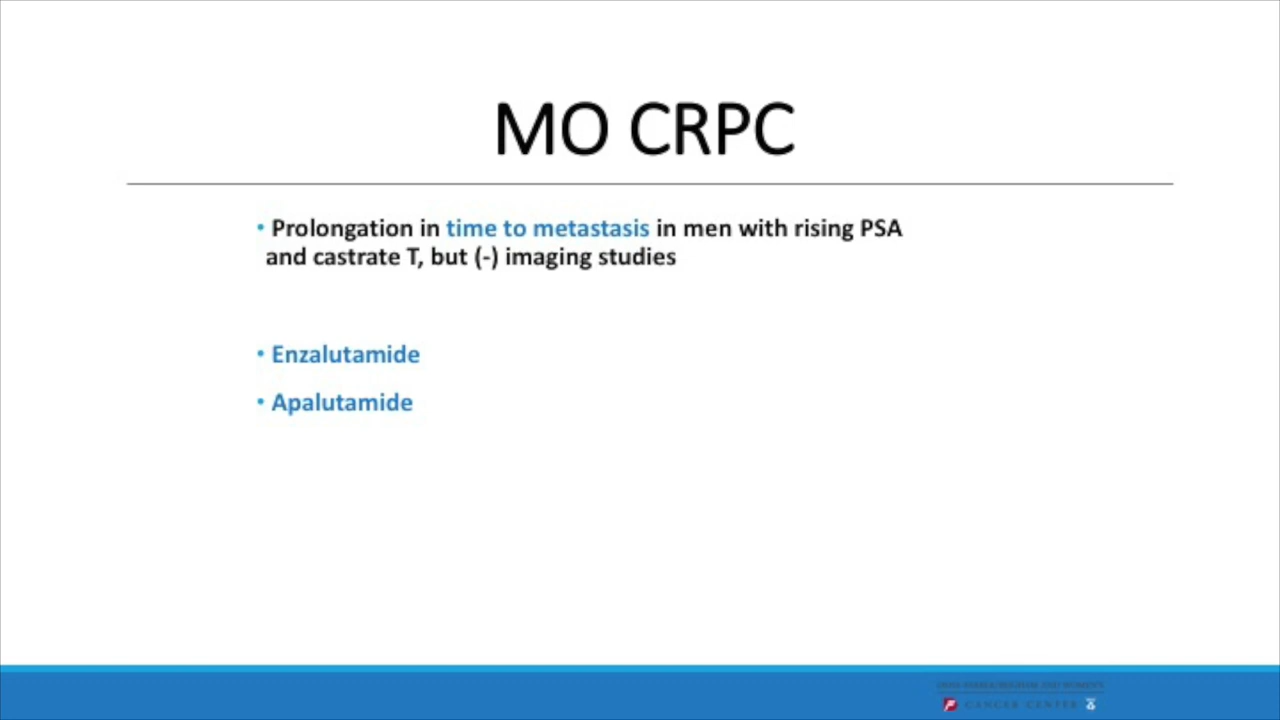 MO CRPC
• Prolongation in time to metastasis in men with rising PSA
and castrate T, but (-) imaging studies
• Enzalutamide
• Apalutamide
CANCER CENTER